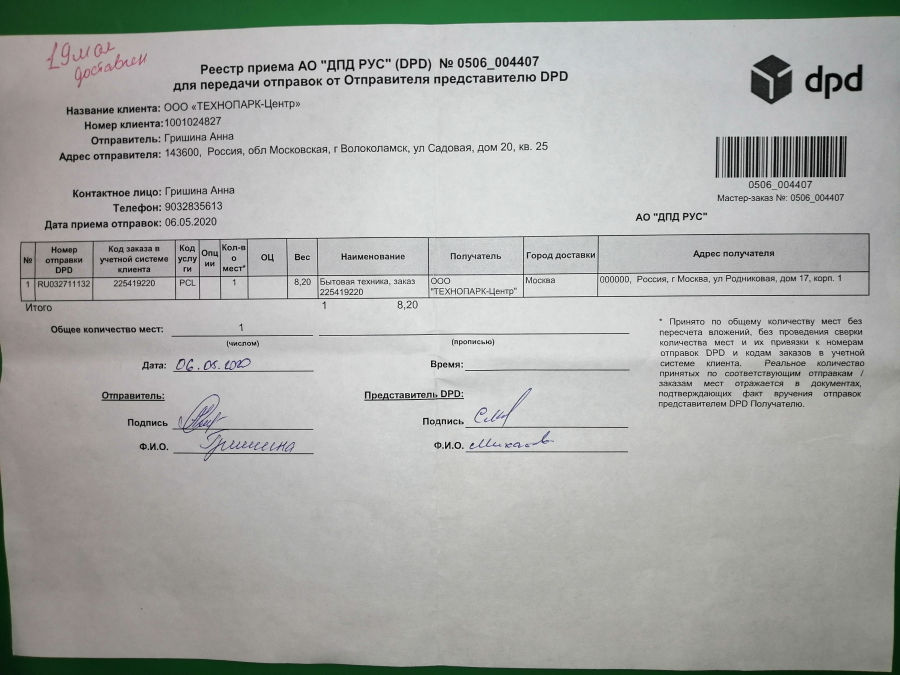 19 мая
доставлен
Реестр приема АО "ДПД РУС" (DPD) № 0506_004407
для передачи отправок от Отправителя представителю DPD
dpd
Название клиента: ООО «ТЕХНОПАРК-Центр»
Номер клиента:1001024827
Отправитель: Гришина Анна
Адрес отправителя: 143600, Россия, обл Московская, г Волоколамск, ул Садовая, дом 20, кв. 25
0506_004407
Мастер-заказ №: 0506_004407
Контактное лицо: Гришина Анна
Телефон: 9032835613
Дата приема отправок: 06.05.2020
АО "ДПД РУС"
№ Номер отправки DPD Код заказа в учетной системе клиента Код услу ги Опц ии Кол-в о мест* ОЦ Вес Наименование Получатель Город доставки Адрес получателя
1 RU032711132 225419220 PCL 1 8,20 Бытовая техника, заказ 225419220 ООО "ТЕХНОПАРК-Центр" Москва 000000, Россия, г Москва, ул Родниковая, дом 17, корп. 1
Итого 1 8,20
Общее количество мест: 1
(числом) (прописью)
Дата: 06.05.2020 Время:
Отправитель: Представитель DPD:
Подпись Подпись
Ф.И.О. Гришина Ф.И.О.
* Принято по общему количеству мест без
пересчета вложений, без проведения сверки
количества мест и их привязки к номерам
отправок DPD и кодам заказов в учетной
системе клиента. Реальное количество
принятых по соответствующим отправкам /
заказам мест отражается в документах,
подтверждающих факт вручения отправок
представителем DPD Получателю.